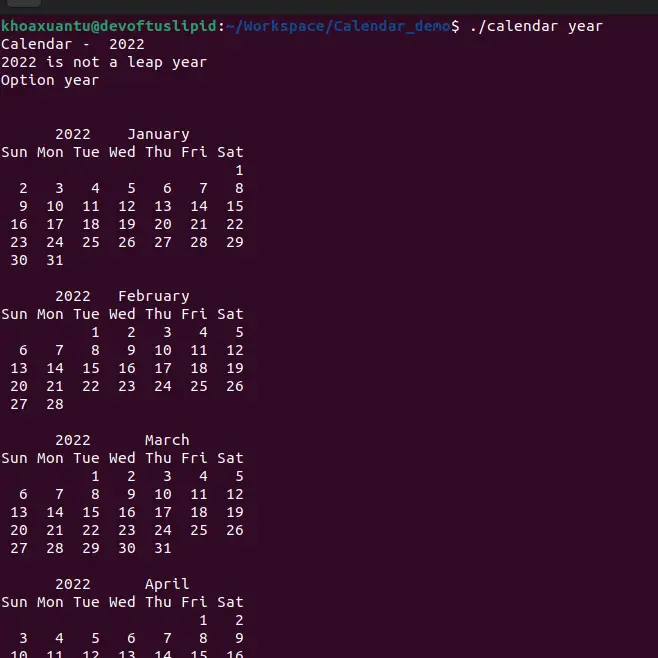 khoaxuantu@devoftuslipid:~/Workspace/Calendar_demo$ ./calendar year
Calendar -  2022
2022 is not a leap year
Option year
      2022    January
Sun Mon Tue Wed Thu Fri Sat
                          1
  2   3   4   5   6   7   8
  9  10  11  12  13  14  15
 16  17  18  19  20  21  22
 23  24  25  26  27  28  29
 30  31
      2022   February
Sun Mon Tue Wed Thu Fri Sat
          1   2   3   4   5
  6   7   8   9  10  11  12
 13  14  15  16  17  18  19
 20  21  22  23  24  25  26
 27  28
      2022      March
Sun Mon Tue Wed Thu Fri Sat
          1   2   3   4   5
  6   7   8   9  10  11  12
 13  14  15  16  17  18  19
 20  21  22  23  24  25  26
 27  28  29  30  31
      2022      April
Sun Mon Tue Wed Thu Fri Sat
                      1   2
  3   4   5   6   7   8   9
 10  11  12  13  14  15  16